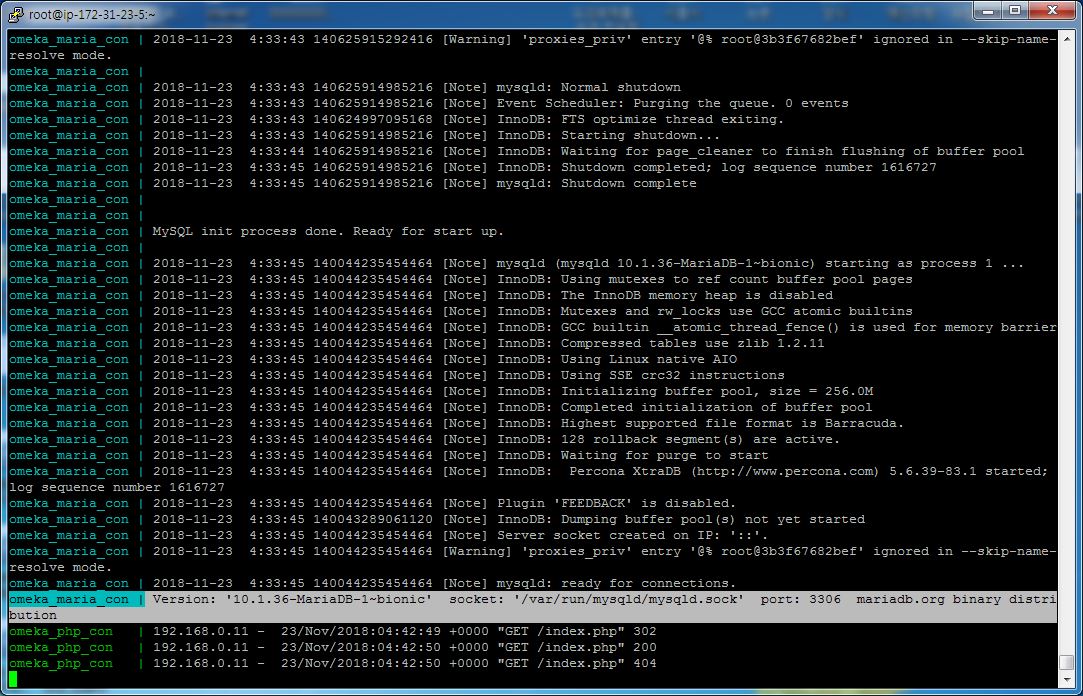 root@ip-172-31-23-5:~
omeka_maria_con | 2018-11-23  4:33:43 140625915292416 [Warning] 'proxies_priv' entry '@% root@3b3f67682bef' ignored in --skip-name-
resolve mode.
omeka_maria_con |
omeka_maria_con | 2018-11-23  4:33:43 140625914985216 [Note] mysqld: Normal shutdown
omeka_maria_con | 2018-11-23  4:33:43 140625914985216 [Note] Event Scheduler: Purging the queue. 0 events
omeka_maria_con | 2018-11-23  4:33:43 140624997095168 [Note] InnoDB: FTS optimize thread exiting.
omeka_maria_con | 2018-11-23  4:33:43 140625914985216 [Note] InnoDB: Starting shutdown...
omeka_maria_con | 2018-11-23  4:33:44 140625914985216 [Note] InnoDB: Waiting for page_cleaner to finish flushing of buffer pool
omeka_maria_con | 2018-11-23  4:33:45 140625914985216 [Note] InnoDB: Shutdown completed; log sequence number 1616727
omeka_maria_con | 2018-11-23  4:33:45 140625914985216 [Note] mysqld: Shutdown complete
omeka_maria_con |
omeka_maria_con |
omeka_maria_con | MySQL init process done. Ready for start up.
omeka_maria_con |
omeka_maria_con | 2018-11-23  4:33:45 140044235454464 [Note] mysqld (mysqld 10.1.36-MariaDB-1~bionic) starting as process 1 ...
omeka_maria_con | 2018-11-23  4:33:45 140044235454464 [Note] InnoDB: Using mutexes to ref count buffer pool pages
omeka_maria_con | 2018-11-23  4:33:45 140044235454464 [Note] InnoDB: The InnoDB memory heap is disabled
omeka_maria_con | 2018-11-23  4:33:45 140044235454464 [Note] InnoDB: Mutexes and rw_locks use GCC atomic builtins
omeka_maria_con | 2018-11-23  4:33:45 140044235454464 [Note] InnoDB: GCC builtin __atomic_thread_fence() is used for memory barrier
omeka_maria_con | 2018-11-23  4:33:45 140044235454464 [Note] InnoDB: Compressed tables use zlib 1.2.11
omeka_maria_con | 2018-11-23  4:33:45 140044235454464 [Note] InnoDB: Using Linux native AIO
omeka_maria_con | 2018-11-23  4:33:45 140044235454464 [Note] InnoDB: Using SSE crc32 instructions
omeka_maria_con | 2018-11-23  4:33:45 140044235454464 [Note] InnoDB: Initializing buffer pool, size = 256.0M
omeka_maria_con | 2018-11-23  4:33:45 140044235454464 [Note] InnoDB: Completed initialization of buffer pool
omeka_maria_con | 2018-11-23  4:33:45 140044235454464 [Note] InnoDB: Highest supported file format is Barracuda.
omeka_maria_con | 2018-11-23  4:33:45 140044235454464 [Note] InnoDB: 128 rollback segment(s) are active.
omeka_maria_con | 2018-11-23  4:33:45 140044235454464 [Note] InnoDB: Waiting for purge to start
omeka_maria_con | 2018-11-23  4:33:45 140044235454464 [Note] InnoDB:  Percona XtraDB (http://www.percona.com) 5.6.39-83.1 started;
log sequence number 1616727
omeka_maria_con | 2018-11-23  4:33:45 140044235454464 [Note] Plugin 'FEEDBACK' is disabled.
omeka_maria_con | 2018-11-23  4:33:45 140043289061120 [Note] InnoDB: Dumping buffer pool(s) not yet started
omeka_maria_con | 2018-11-23  4:33:45 140044235454464 [Note] Server socket created on IP: '::'.
omeka_maria_con | 2018-11-23  4:33:45 140044235454464 [Warning] 'proxies_priv' entry '@% root@3b3f67682bef' ignored in --skip-name-
resolve mode.
omeka_maria_con | 2018-11-23  4:33:45 140044235454464 [Note] mysqld: ready for connections.
omeka_maria_con | Version: '10.1.36-MariaDB-1~bionic'  socket: '/var/run/mysqld/mysqld.sock'  port: 3306  mariadb.org binary distri
bution
omeka_php_con   | 192.168.0.11 -  23/Nov/2018:04:42:49 +0000 "GET /index.php" 302
omeka_php_con   | 192.168.0.11 -  23/Nov/2018:04:42:50 +0000 "GET /index.php" 200
omeka_php_con   | 192.168.0.11 -  23/Nov/2018:04:42:50 +0000 "GET /index.php" 404